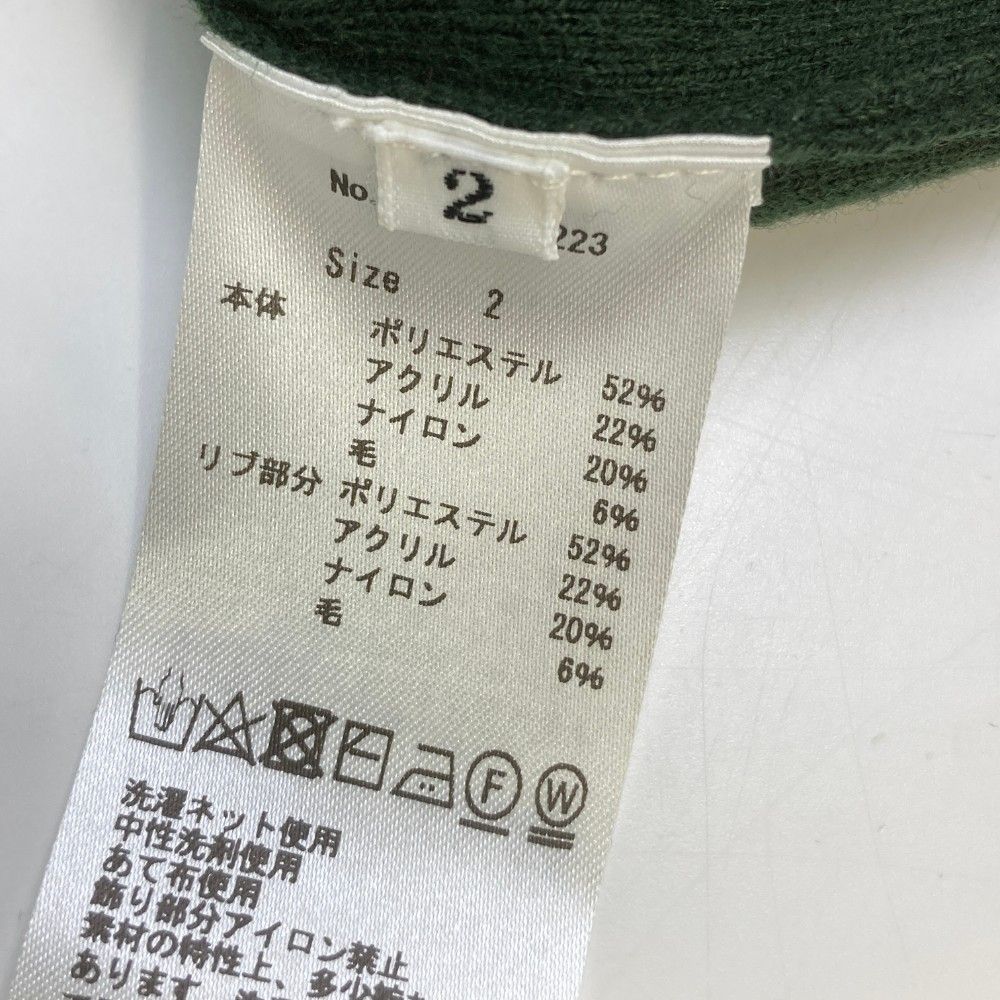 2
No. 223
Size 2
本体 ポリエステル 52%
アクリル 22%
ナイロン 20%
毛 6%
リブ部分 ポリエステル 52%
アクリル 22%
ナイロン 20%
毛 6%
F W
洗濯ネット使用
中性洗剤使用
あて布使用
飾り部分アイロン禁止
素材の特性上、多少
あります